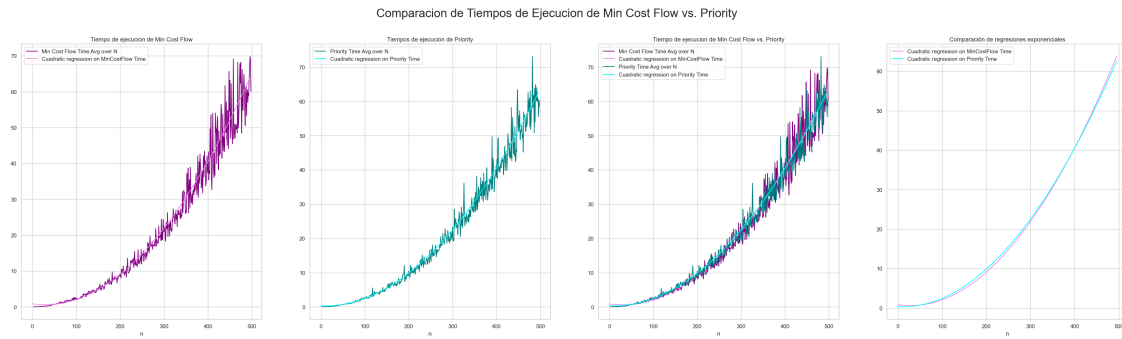 Comparacion de Tiempos de Ejecucion de Min Cost Flow vs. Priority
Tiempo de ejecucion de Min Cost Flow
Min Cost Flow Time Avg over N
Cuadratic regression on MinCostFlow Time
70
60
50
40
30
20
10
0
0 100 200 300 400 500
n
Tiempos de ejecucion de Priority
Priority Time Avg over N
Cuadratic regression on Priority Time
70
60
50
40
30
20
10
0
0 100 200 300 400 500
n
Tiempo de ejecucion de Min Cost Flow vs. Priority
Min Cost Flow Time Avg over N
Cuadratic regression on MinCostFlow Time
Priority Time Avg over N
Cuadratic regression on Priority Time
70
60
50
40
30
20
10
0
0 100 200 300 400 500
n
Comparación de regresiones exponenciales
Cuadratic regression on MinCostFlow Time
Cuadratic regression on Priority Time
60
50
40
30
20
10
0
0 100 200 300 400 500
n